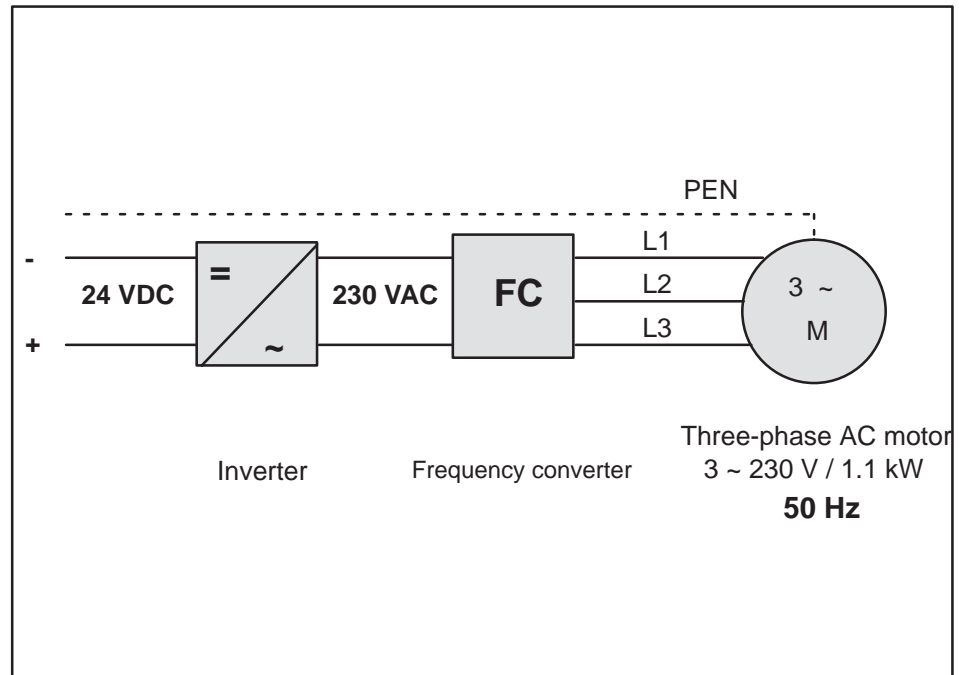 PEN
-
+
24 VDC
=
~
230 VAC
FC
L1
L2
L3
3 ~
M
Inverter
Frequency converter
Three-phase AC motor
3 ~ 230 V / 1.1 kW
50 Hz